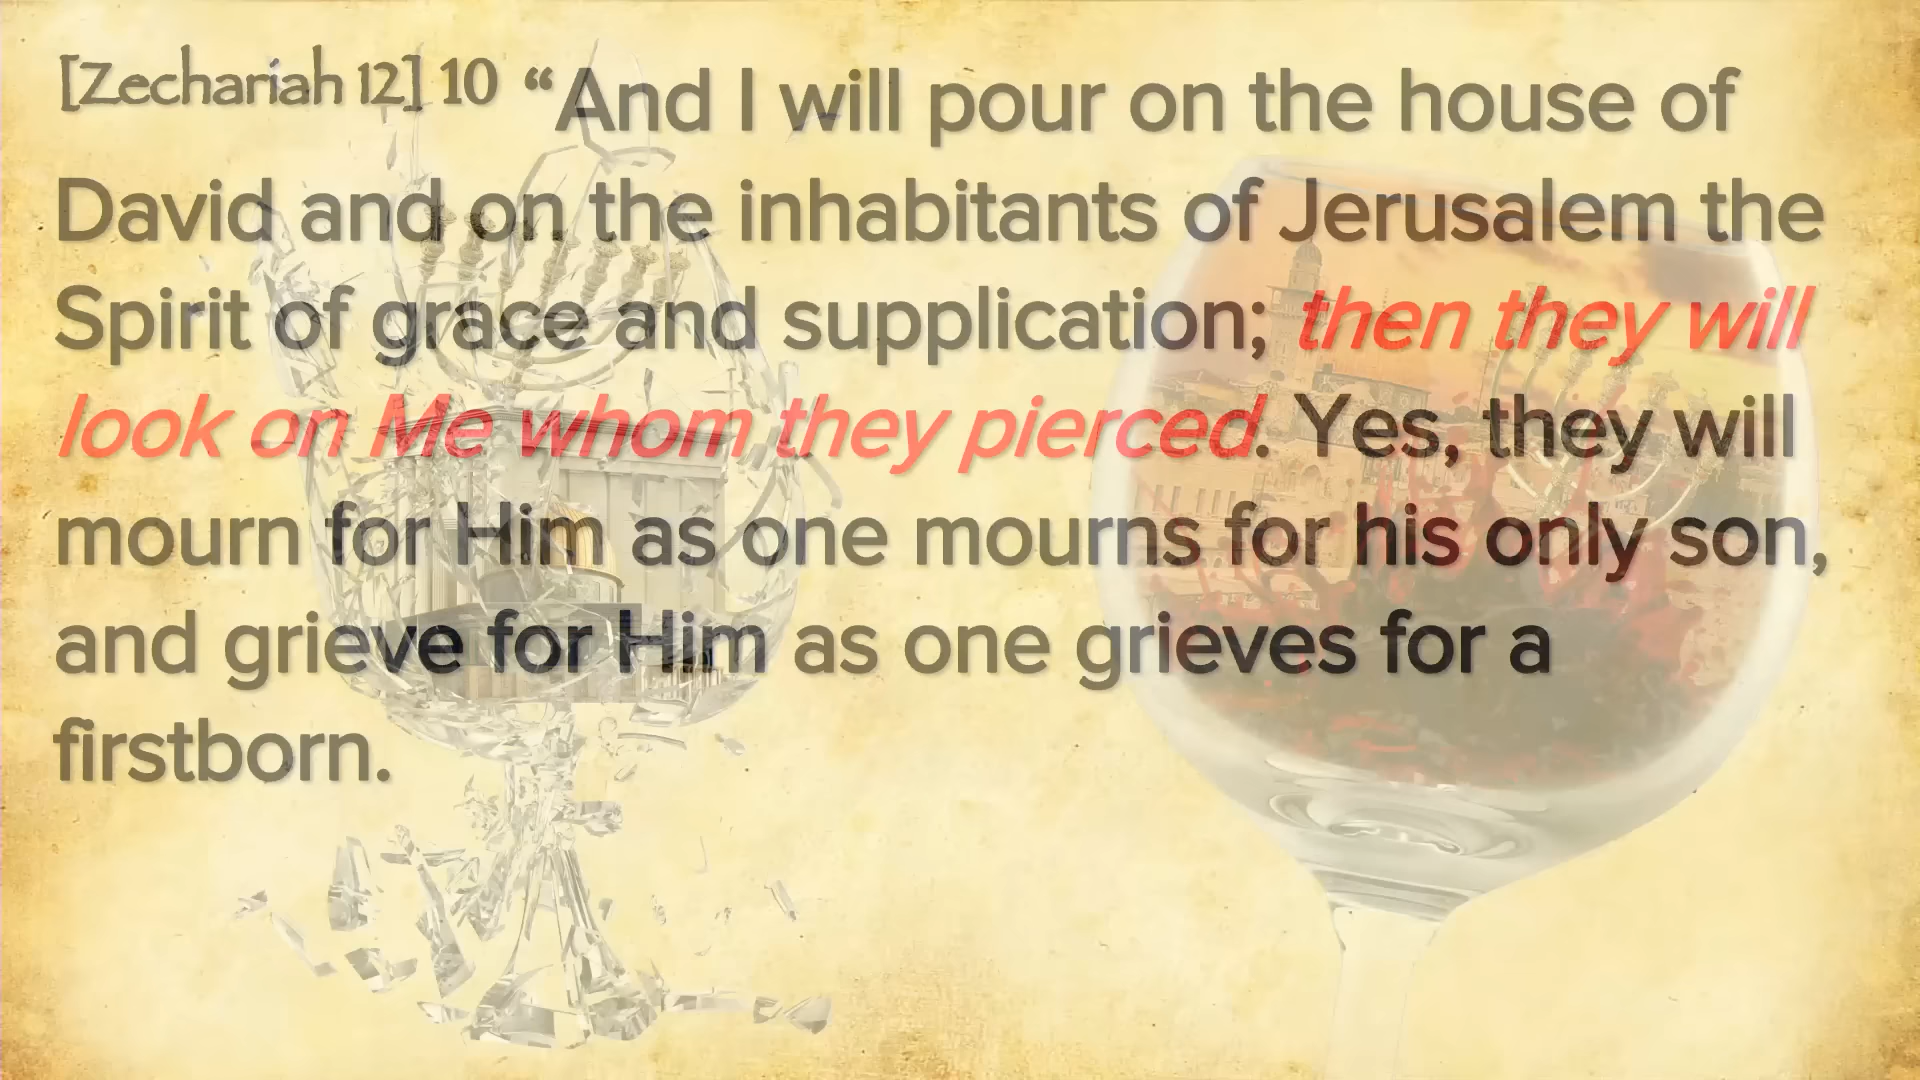 [Zechariah 12] 10 “And I will pour on the house of
David and on the inhabitants of Jerusalem the
Spirit of grace and supplication; then they will
look on Me whom they pierced. Yes, they will
mourn for Him as one mourns for his only son,
and grieve for Him as one grieves for a
firstborn.